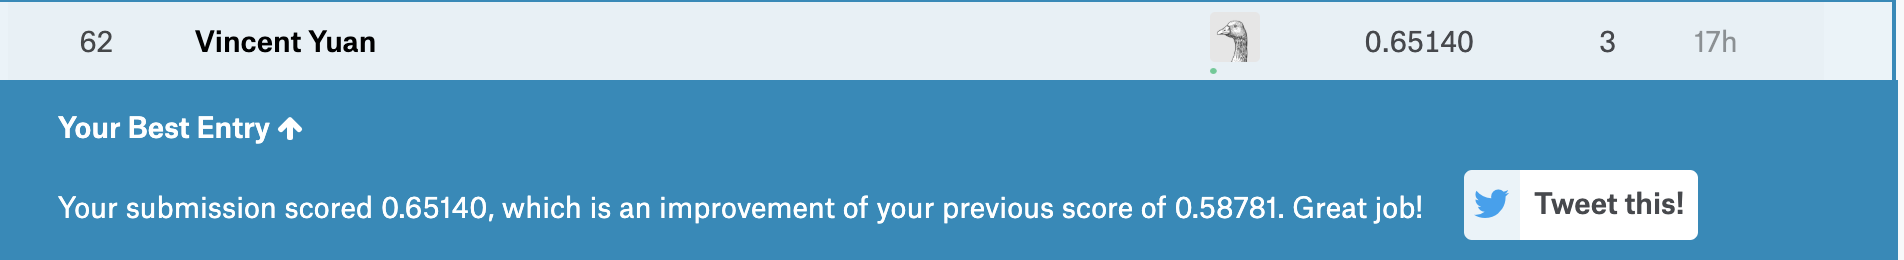 62 Vincent Yuan 0.65140 3 17h
Your Best Entry
Your submission scored 0.65140, which is an improvement of your previous score of 0.58781. Great job!
Tweet this!